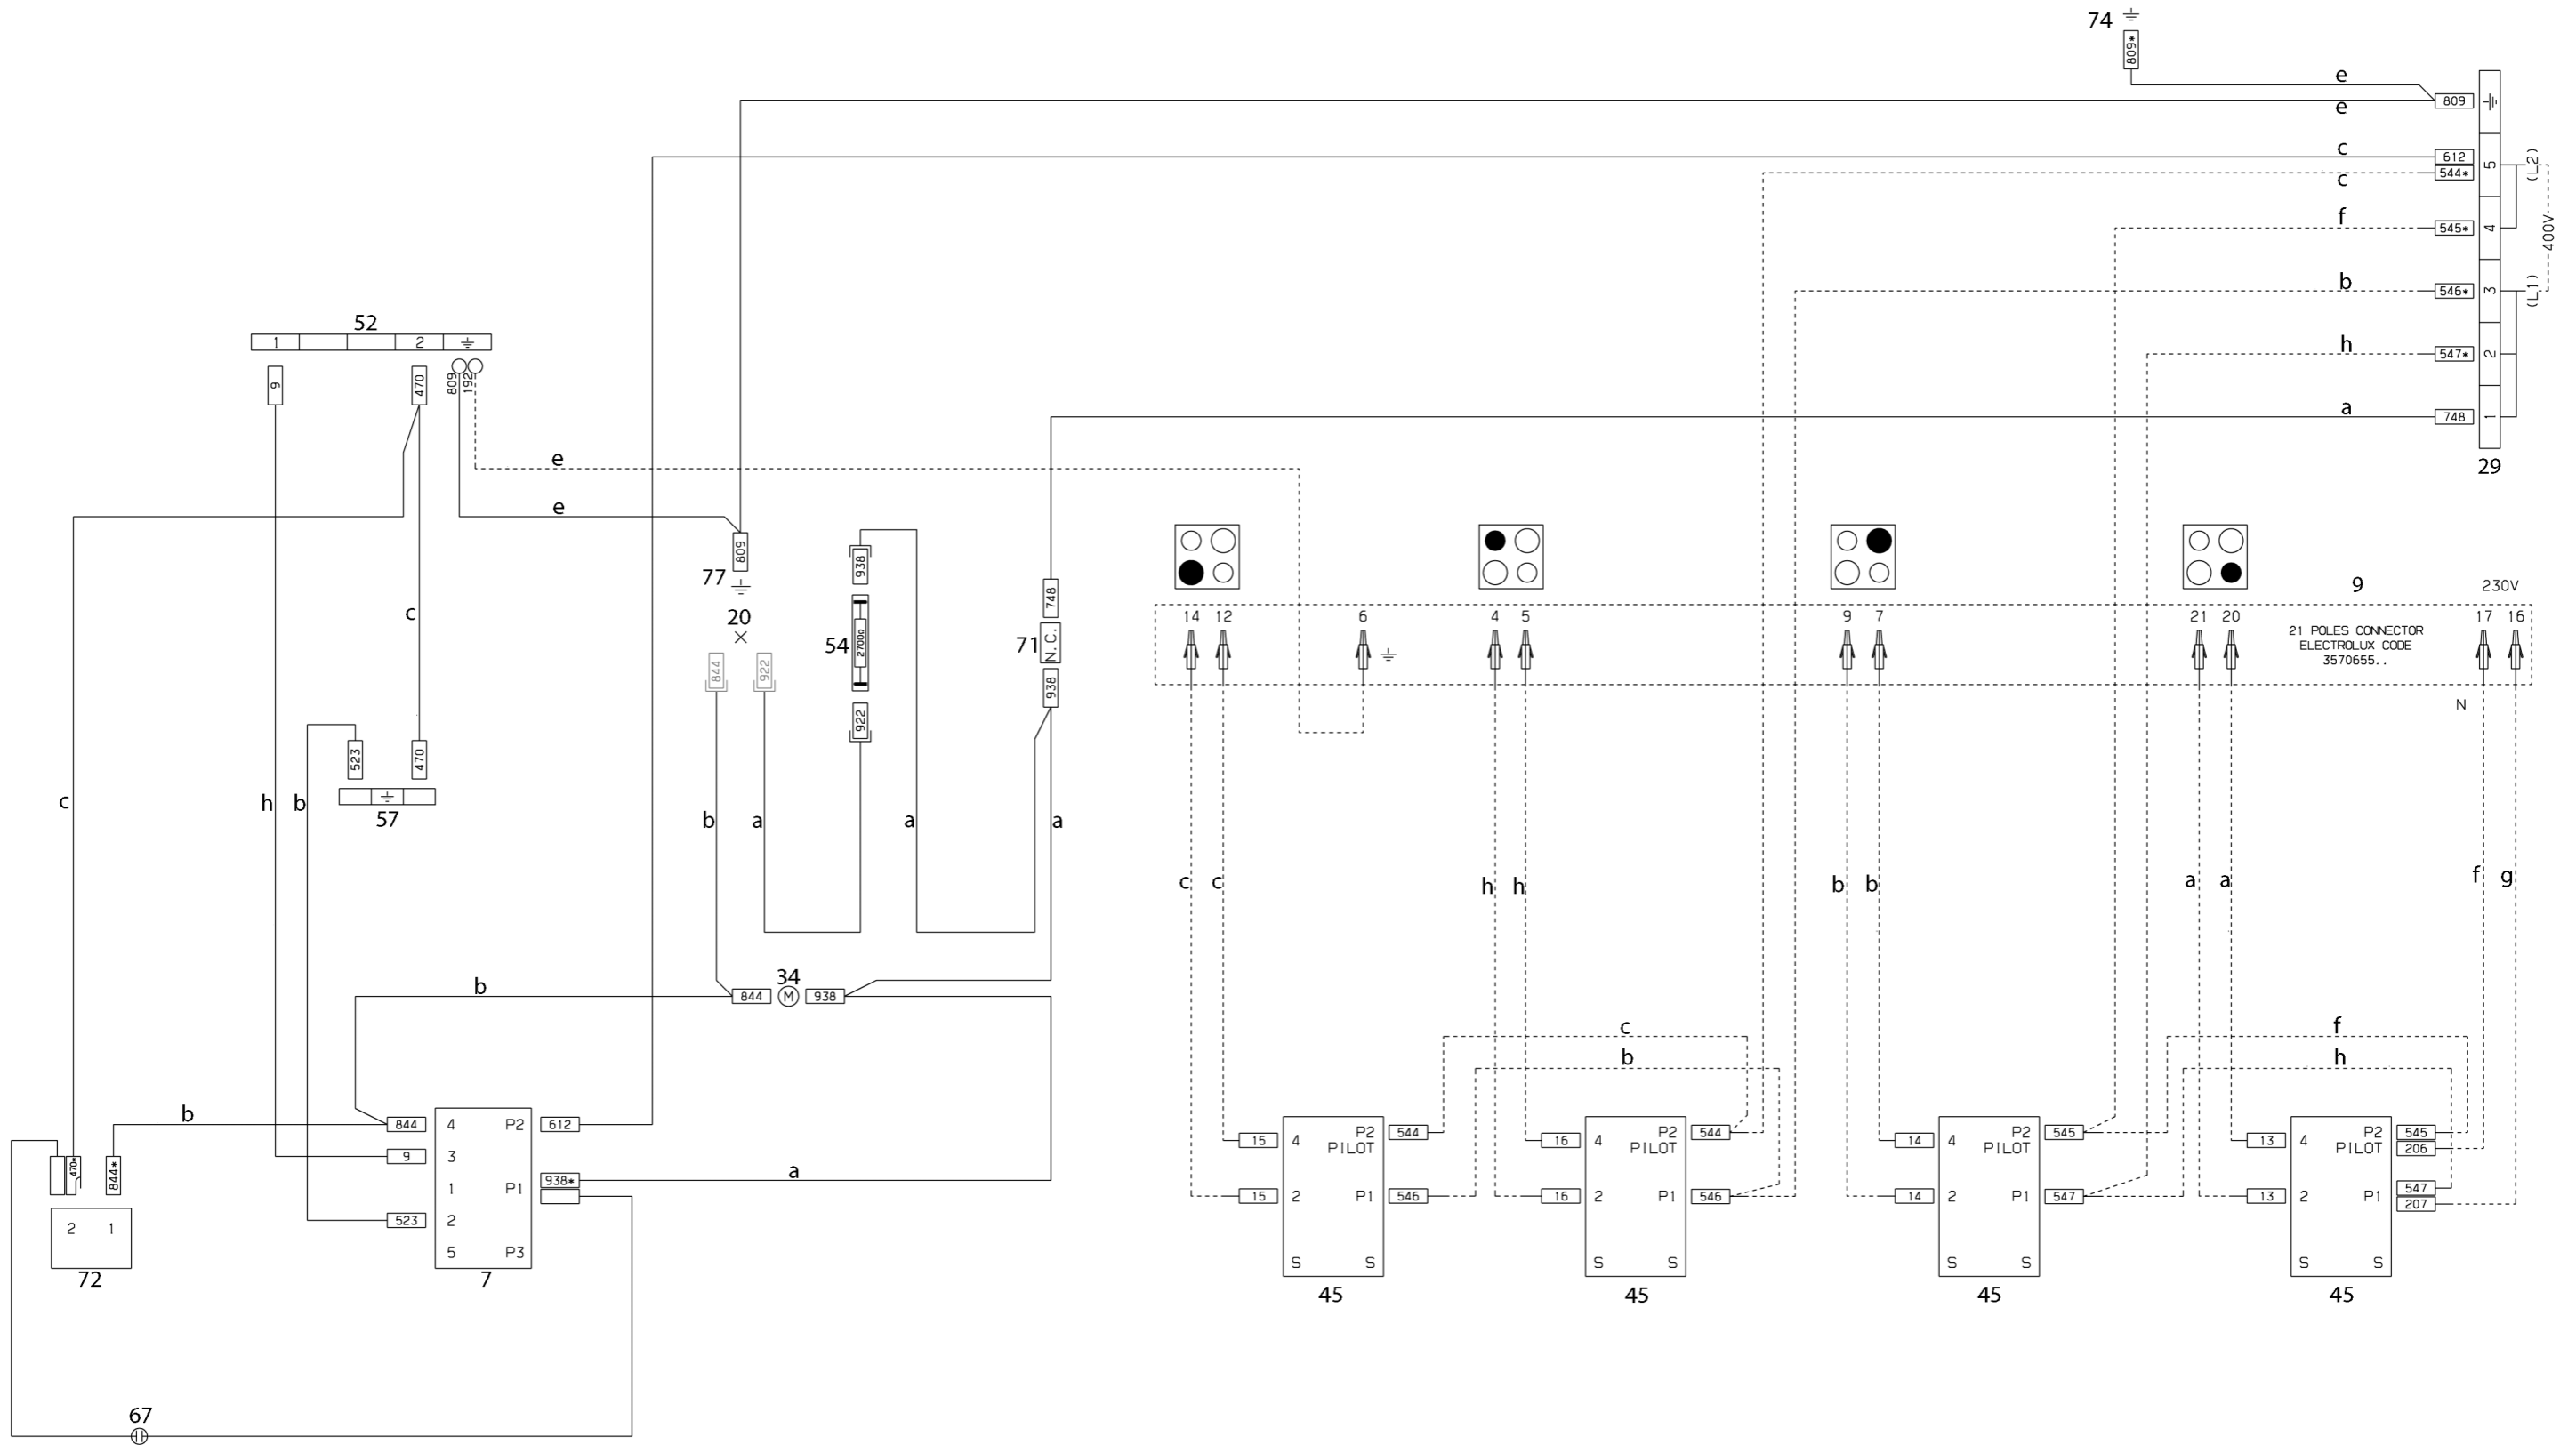 74
809*
e
809
e
c
612
5
(L2)
544*
c
f
545*
4
400V
b
546*
3
(L1)
h
547*
2
a
748
1
29
52
1
2
9
470
809
192
e
e
c
809
77
20
844
922
938
54
2700Ω
922
748
71
N.C.
938
9
230V
14
12
6
4
5
9
7
21
20
17
16
21 POLES CONNECTOR
ELECTROLUX CODE
3570655..
N
523
470
57
c
h
b
b
a
a
a
c
c
h
h
b
b
a
a
f
g
b
844
34
M
938
c
b
f
h
b
844
4
P2
612
9
3
938*
a
1
P1
523
2
5
P3
7
470*
844*
2
1
72
67
15
4
P2
PILOT
544
15
2
P1
546
S
S
45
16
4
P2
PILOT
544
16
2
P1
546
S
S
45
14
4
P2
PILOT
545
14
2
P1
547
S
S
45
13
4
P2
PILOT
545
206
13
2
P1
547
207
S
S
45